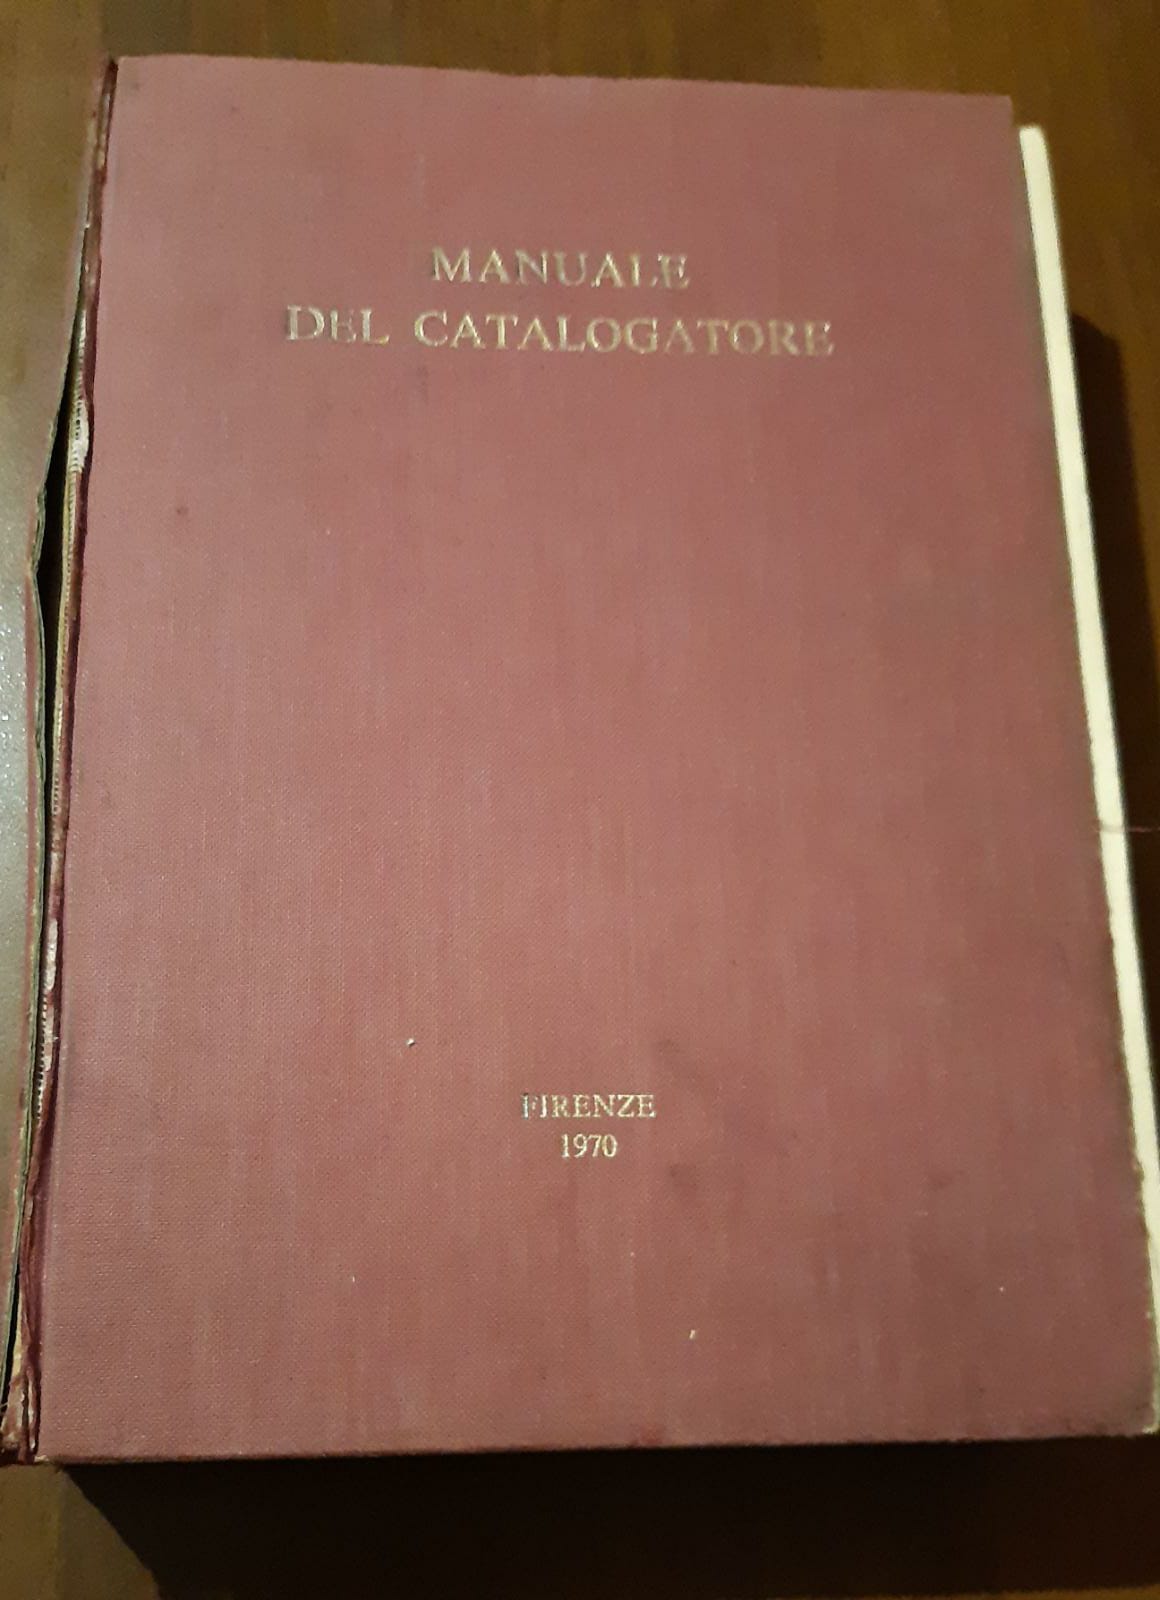 MANUALE
DEL CATALOGATORE
FIRENZE
1970